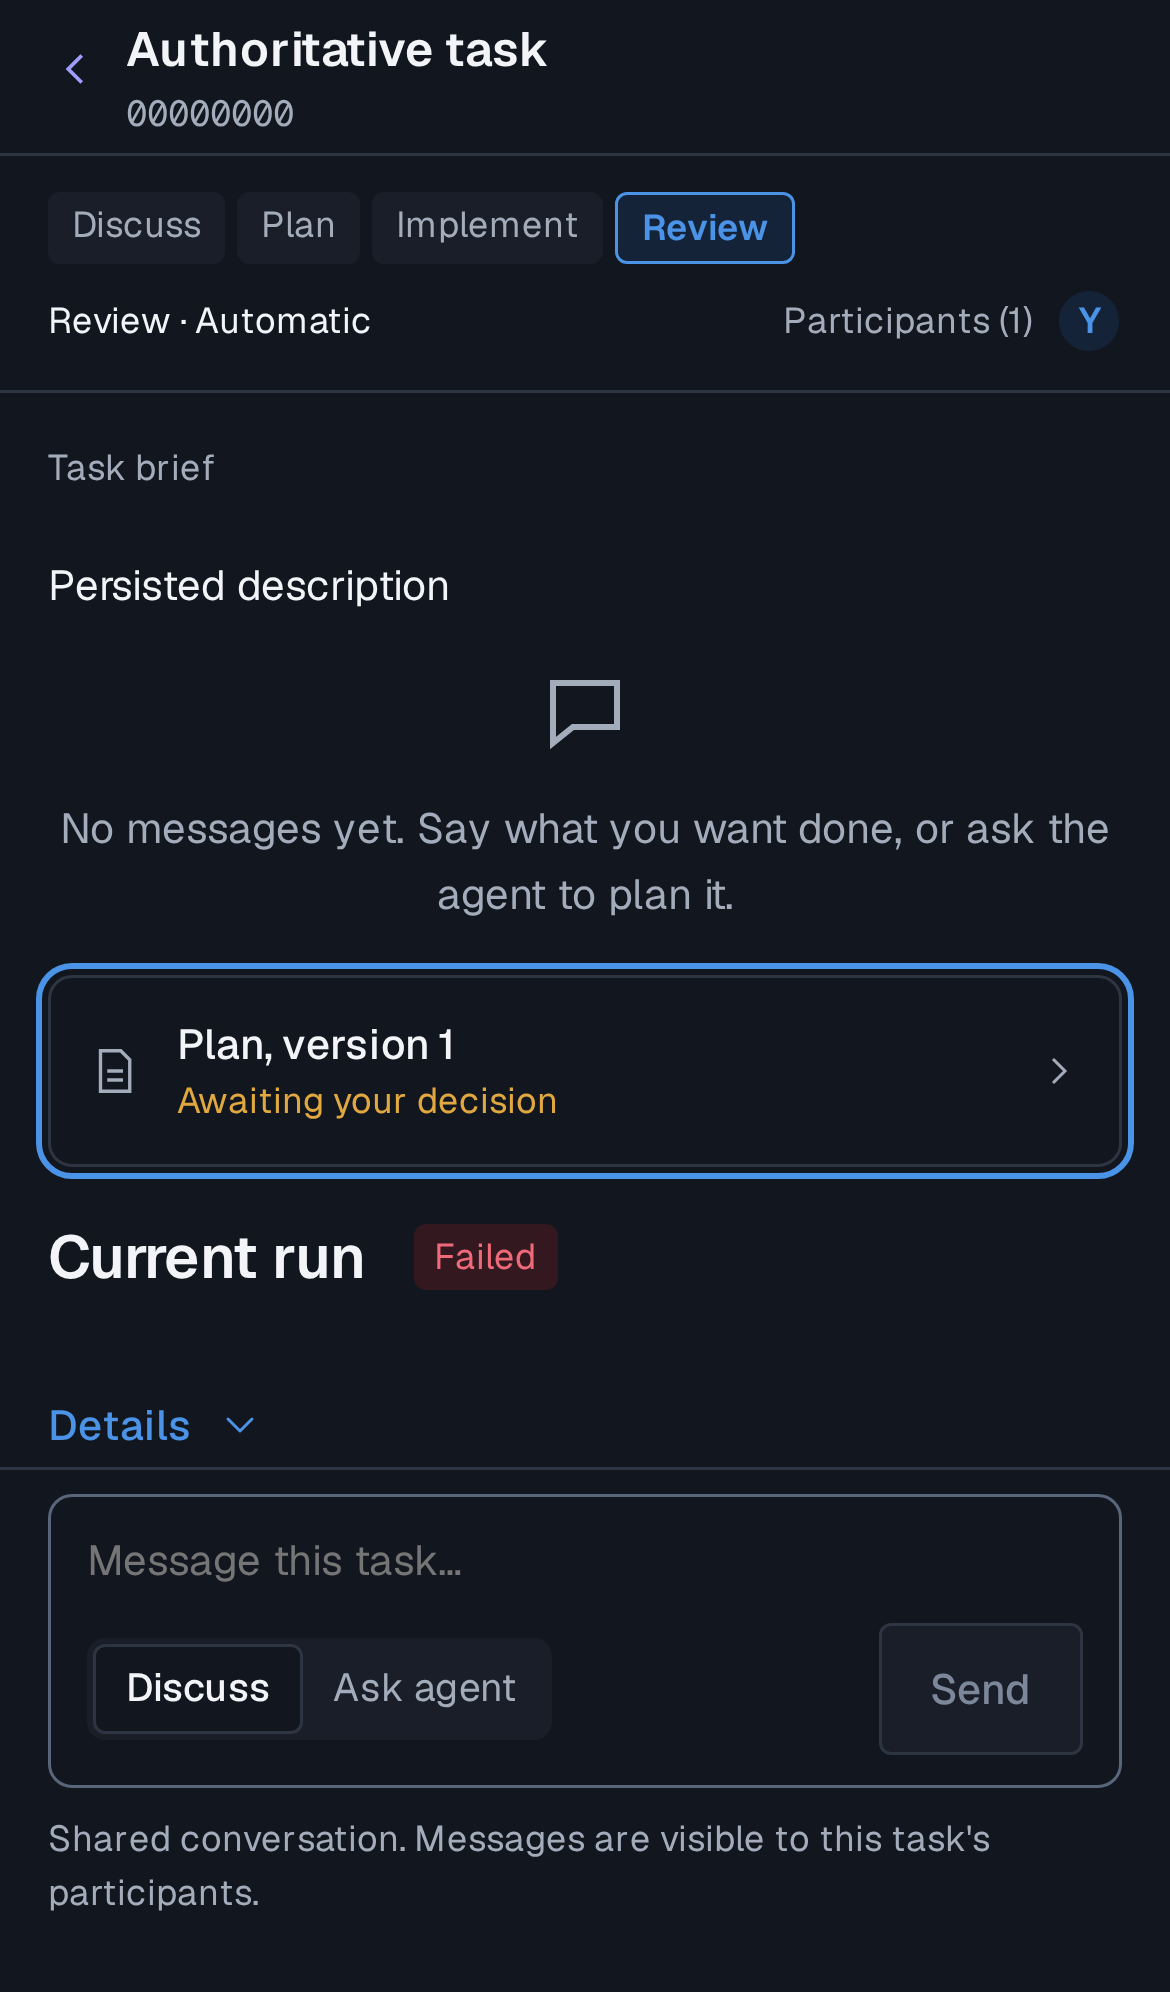 Authoritative task
00000000
Discuss Plan Implement Review
Review · Automatic Participants (1) Y
Task brief
Persisted description
No messages yet. Say what you want done, or ask the
agent to plan it.
Plan, version 1
Awaiting your decision
Current run Failed
Details
Message this task…
Discuss Ask agent Send
Shared conversation. Messages are visible to this task's
participants.